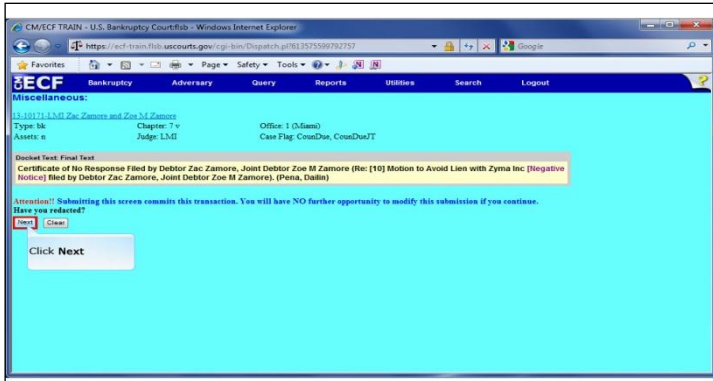 CM/ECF TRAIN - U.S. Bankruptcy Court:flsb - Windows Internet Explorer
https://ecf-train.flsb.uscourts.gov/cgi-bin/Dispatch.pl?613575599792757
Google
Favorites
Page Safety Tools
ECF Bankruptcy Adversary Query Reports Utilities Search Logout ?
Miscellaneous:
13-10171-LMI Zac Zamore and Zoe M Zamore
Type: bk Chapter: 7 v Office: 1 (Miami)
Assets: n Judge: LMI Case Flag: CounDue, CounDueJT
Docket Text: Final Text
Certificate of No Response Filed by Debtor Zac Zamore, Joint Debtor Zoe M Zamore (Re: [10] Motion to Avoid Lien with Zyma Inc [Negative
Notice] filed by Debtor Zac Zamore, Joint Debtor Zoe M Zamore). (Pena, Dailin)
Attention!! Submitting this screen commits this transaction. You will have NO further opportunity to modify this submission if you continue.
Have you redacted?
Next Clear
Click Next